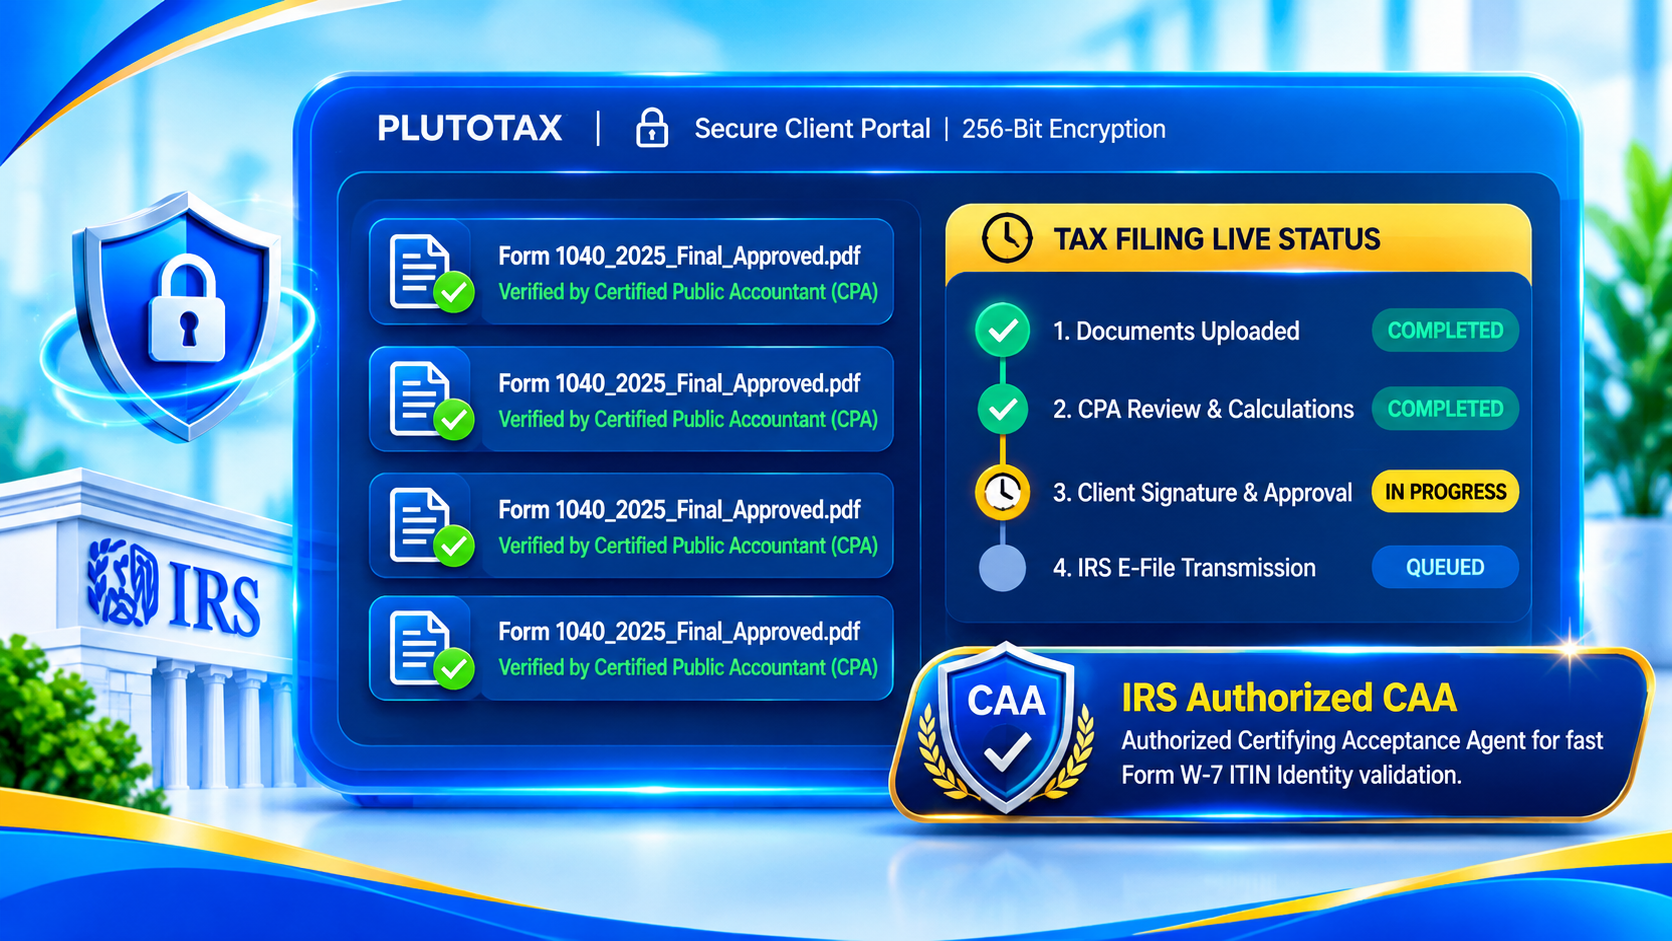 PLUTOTAX | Secure Client Portal | 256-Bit Encryption
Form 1040_2025_Final_Approved.pdf
Verified by Certified Public Accountant (CPA)
Form 1040_2025_Final_Approved.pdf
Verified by Certified Public Accountant (CPA)
Form 1040_2025_Final_Approved.pdf
Verified by Certified Public Accountant (CPA)
Form 1040_2025_Final_Approved.pdf
Verified by Certified Public Accountant (CPA)
TAX FILING LIVE STATUS
1. Documents Uploaded COMPLETED
2. CPA Review & Calculations COMPLETED
3. Client Signature & Approval IN PROGRESS
4. IRS E-File Transmission QUEUED
IRS
CAA
IRS Authorized CAA
Authorized Certifying Acceptance Agent for fast
Form W-7 ITIN Identity validation.